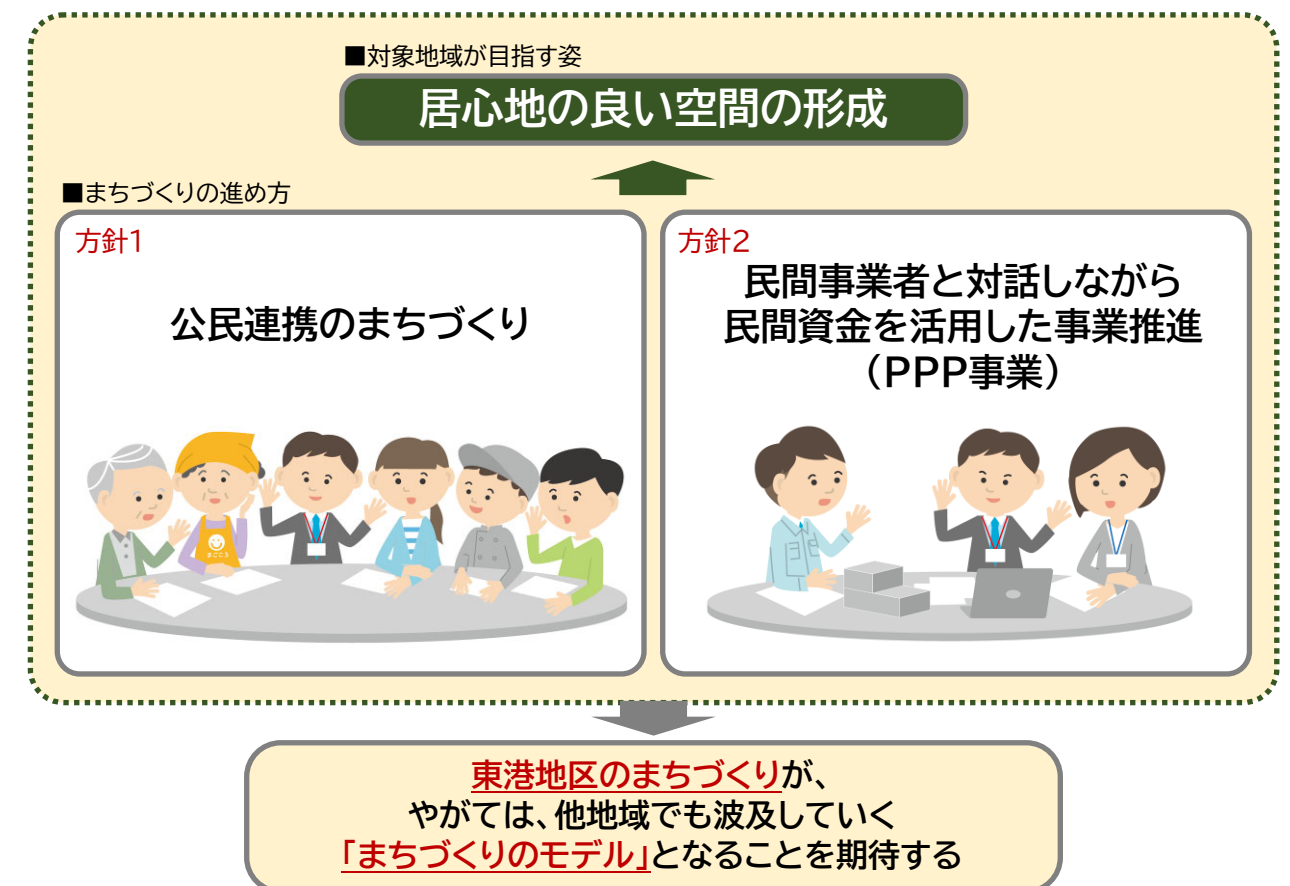 ■対象地域が目指す姿
居心地の良い空間の形成
■まちづくりの進め方
方針1
公民連携のまちづくり
まごころ
方針2
民間事業者と対話しながら
民間資金を活用した事業推進
（PPP事業）
東港地区のまちづくりが、
やがては、他地域でも波及していく
「まちづくりのモデル」となることを期待する